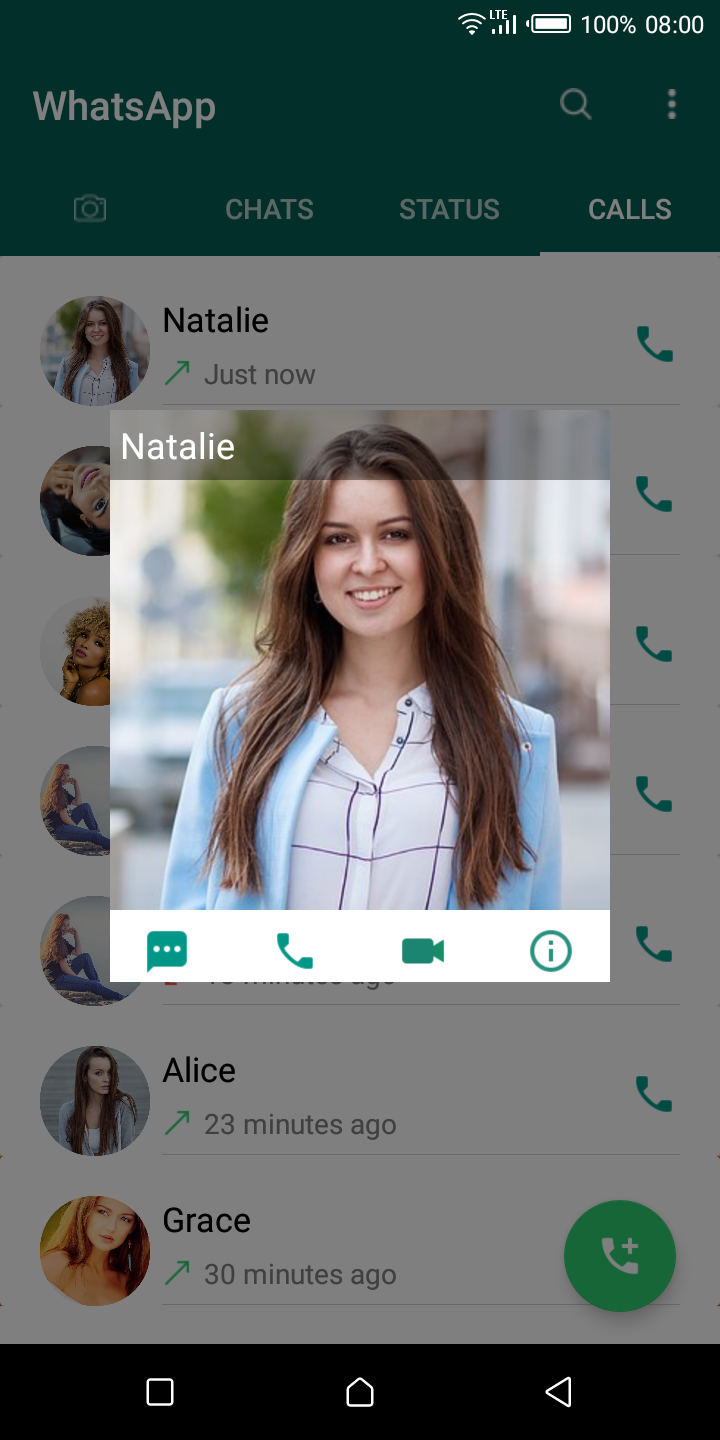 LTE 100% 08:00
WhatsApp
CHATS STATUS CALLS
Natalie
Just now
Natalie
minutes ago
Alice
23 minutes ago
Grace
30 minutes ago